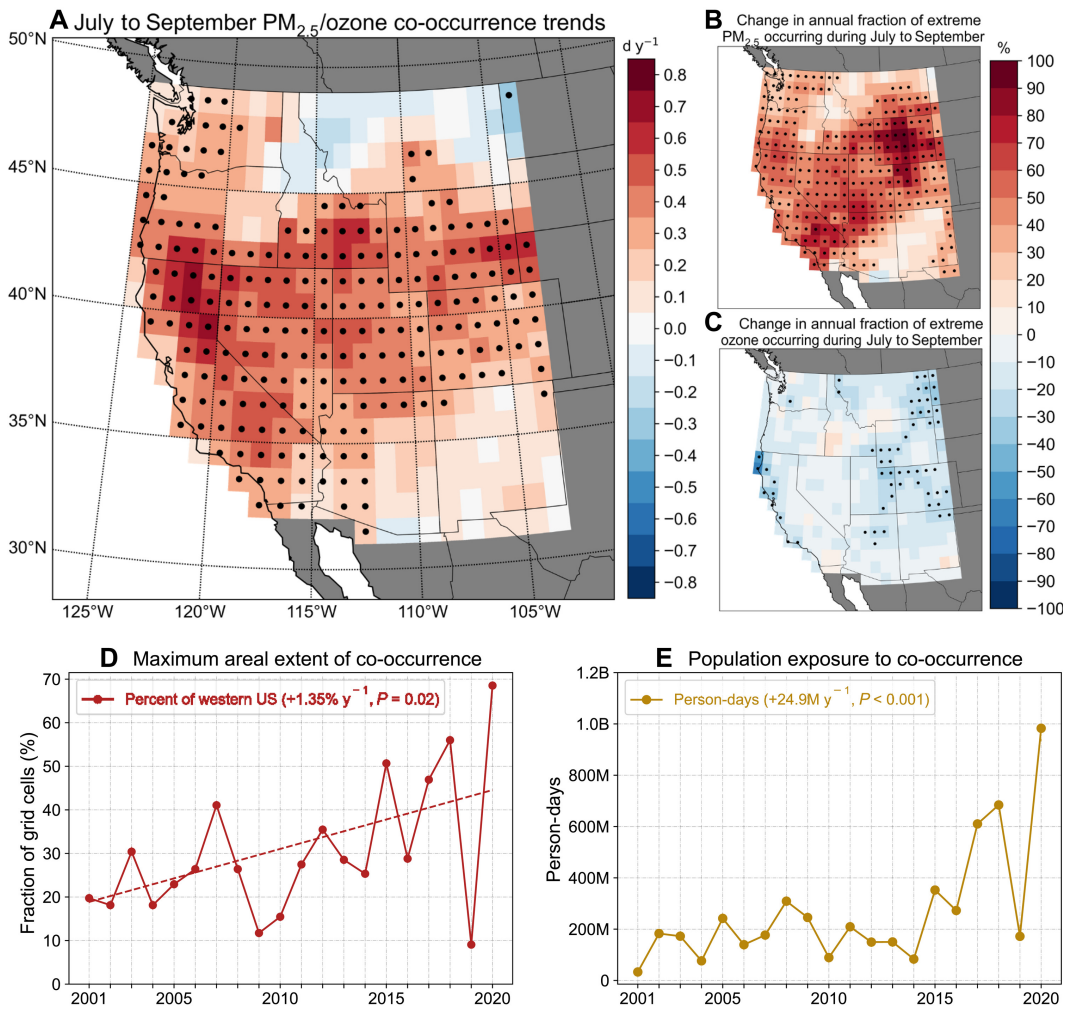 A July to September PM2.5/ozone co-occurrence trends
50°N
45°N
40°N
35°N
30°N
125°W 120°W 115°W 110°W 105°W
d y−1
0.8
0.7
0.6
0.5
0.4
0.3
0.2
0.1
0.0
−0.1
−0.2
−0.3
−0.4
−0.5
−0.6
−0.7
−0.8
B Change in annual fraction of extreme
PM2.5 occurring during July to September
C Change in annual fraction of extreme
ozone occurring during July to September
%
100
90
80
70
60
50
40
30
20
10
0
−10
−20
−30
−40
−50
−60
−70
−80
−90
−100
D Maximum areal extent of co-occurrence
Percent of western US (+1.35% y−1, P = 0.02)
Fraction of grid cells (%)
70
60
50
40
30
20
10
0
2001 2005 2010 2015 2020
E Population exposure to co-occurrence
Person-days (+24.9M y−1, P < 0.001)
Person-days
1.2B
1.0B
800M
600M
400M
200M
0
2001 2005 2010 2015 2020